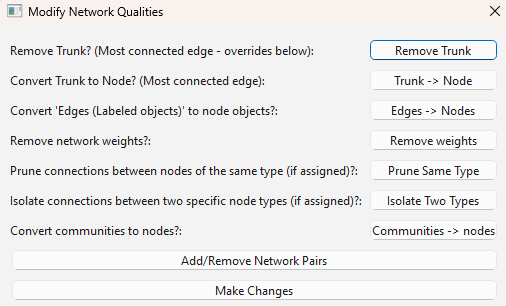 Modify Network Qualities
Remove Trunk? (Most connected edge - overrides below): Remove Trunk
Convert Trunk to Node? (Most connected edge): Trunk -> Node
Convert 'Edges (Labeled objects)' to node objects?: Edges -> Nodes
Remove network weights?: Remove weights
Prune connections between nodes of the same type (if assigned)?: Prune Same Type
Isolate connections between two specific node types (if assigned)?: Isolate Two Types
Convert communities to nodes?: Communities -> nodes
Add/Remove Network Pairs
Make Changes